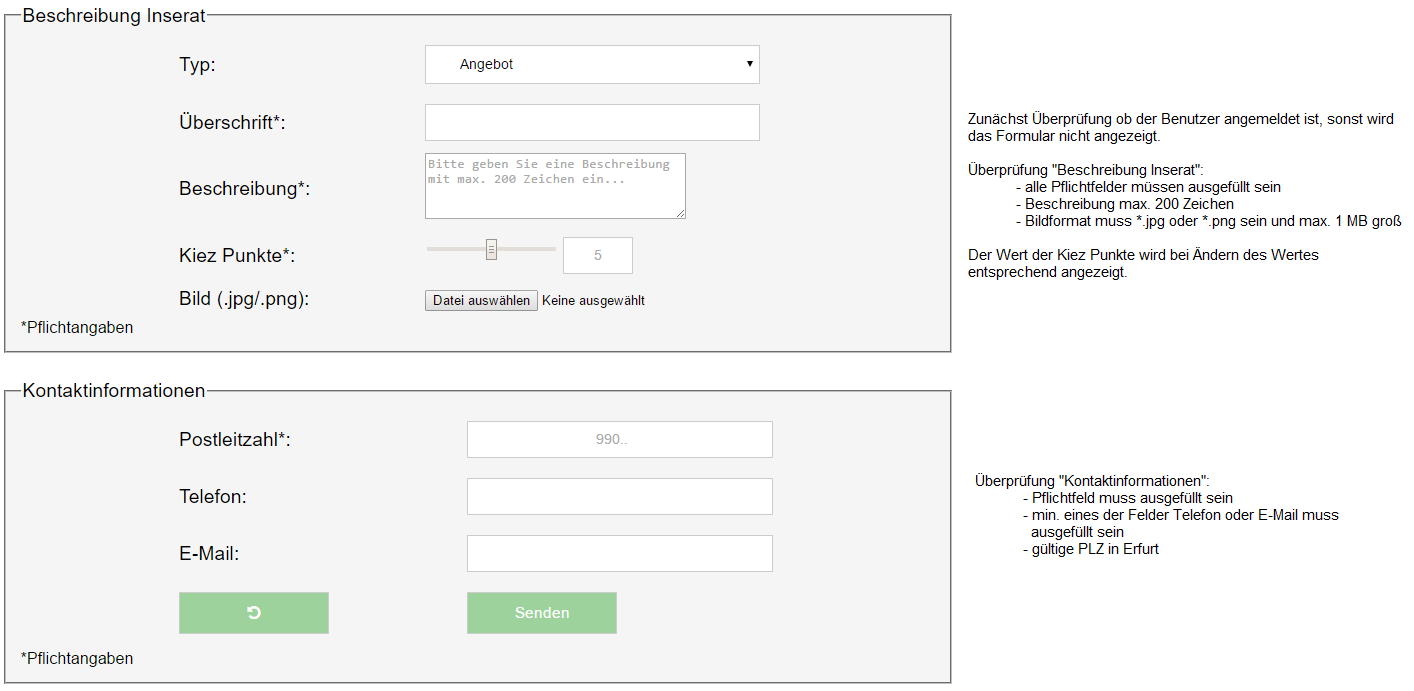 Beschreibung Inserat
Typ:
Angebot
Überschrift*:
Beschreibung*:
Bitte geben Sie eine Beschreibung
mit max. 200 Zeichen ein...
Kiez Punkte*:
5
Bild (.jpg/.png):
Datei auswählen Keine ausgewählt
*Pflichtangaben
Zunächst Überprüfung ob der Benutzer angemeldet ist, sonst wird
das Formular nicht angezeigt.
Überprüfung "Beschreibung Inserat":
- alle Pflichtfelder müssen ausgefüllt sein
- Beschreibung max. 200 Zeichen
- Bildformat muss *.jpg oder *.png sein und max. 1 MB groß
Der Wert der Kiez Punkte wird bei Ändern des Wertes
entsprechend angezeigt.
Kontaktinformationen
Postleitzahl*:
990..
Telefon:
E-Mail:
Senden
*Pflichtangaben
Überprüfung "Kontaktinformationen":
- Pflichtfeld muss ausgefüllt sein
- min. eines der Felder Telefon oder E-Mail muss
ausgefüllt sein
- gültige PLZ in Erfurt